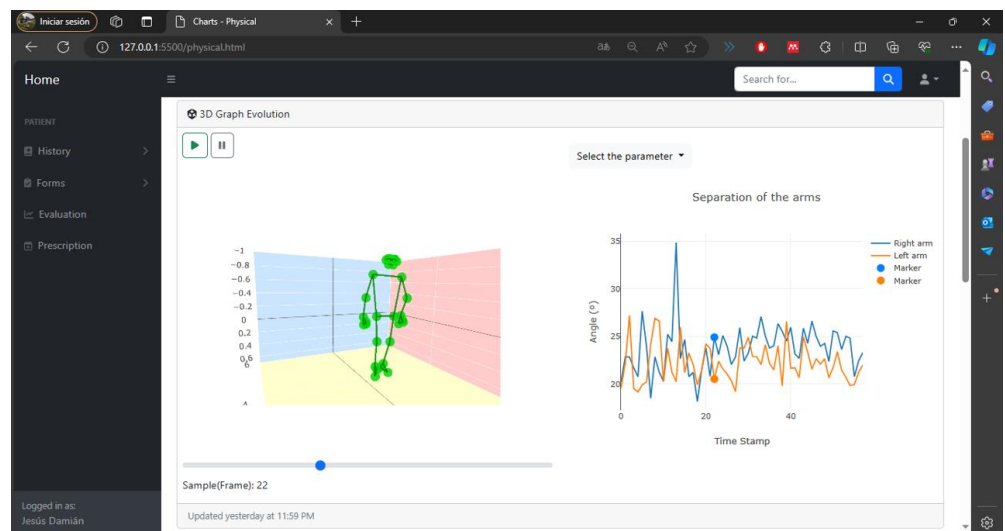 Iniciar sesión
Charts - Physical
127.0.0.1:5500/physical.html
Home
Search for...
PATIENT
History
Forms
Evaluation
Prescription
3D Graph Evolution
Select the parameter
Separation of the arms
−1
−0.8
−0.6
−0.4
−0.2
0
0.2
0.4
0.6
35
30
25
20
Angle (º)
0
20
40
Time Stamp
Right arm
Left arm
Marker
Marker
Sample(Frame): 22
Updated yesterday at 11:59 PM
Logged in as:
Jesús Damián